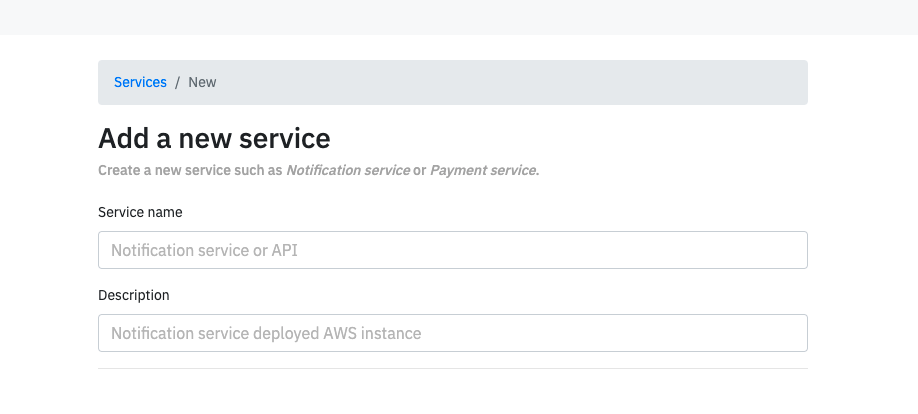 Services / New
Add a new service
Create a new service such as Notification service or Payment service.
Service name
Notification service or API
Description
Notification service deployed AWS instance